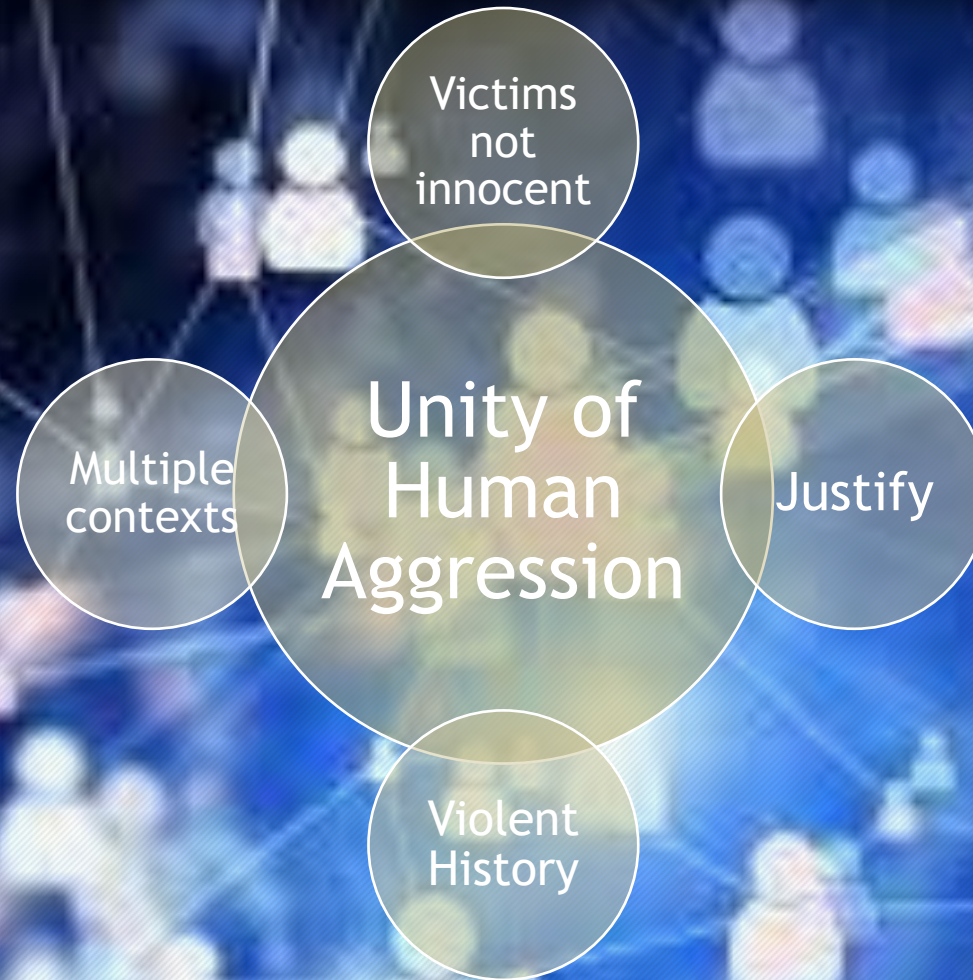 Victims
not
innocent
Unity of
Human
Aggression
Multiple
contexts
Justify
Violent
History